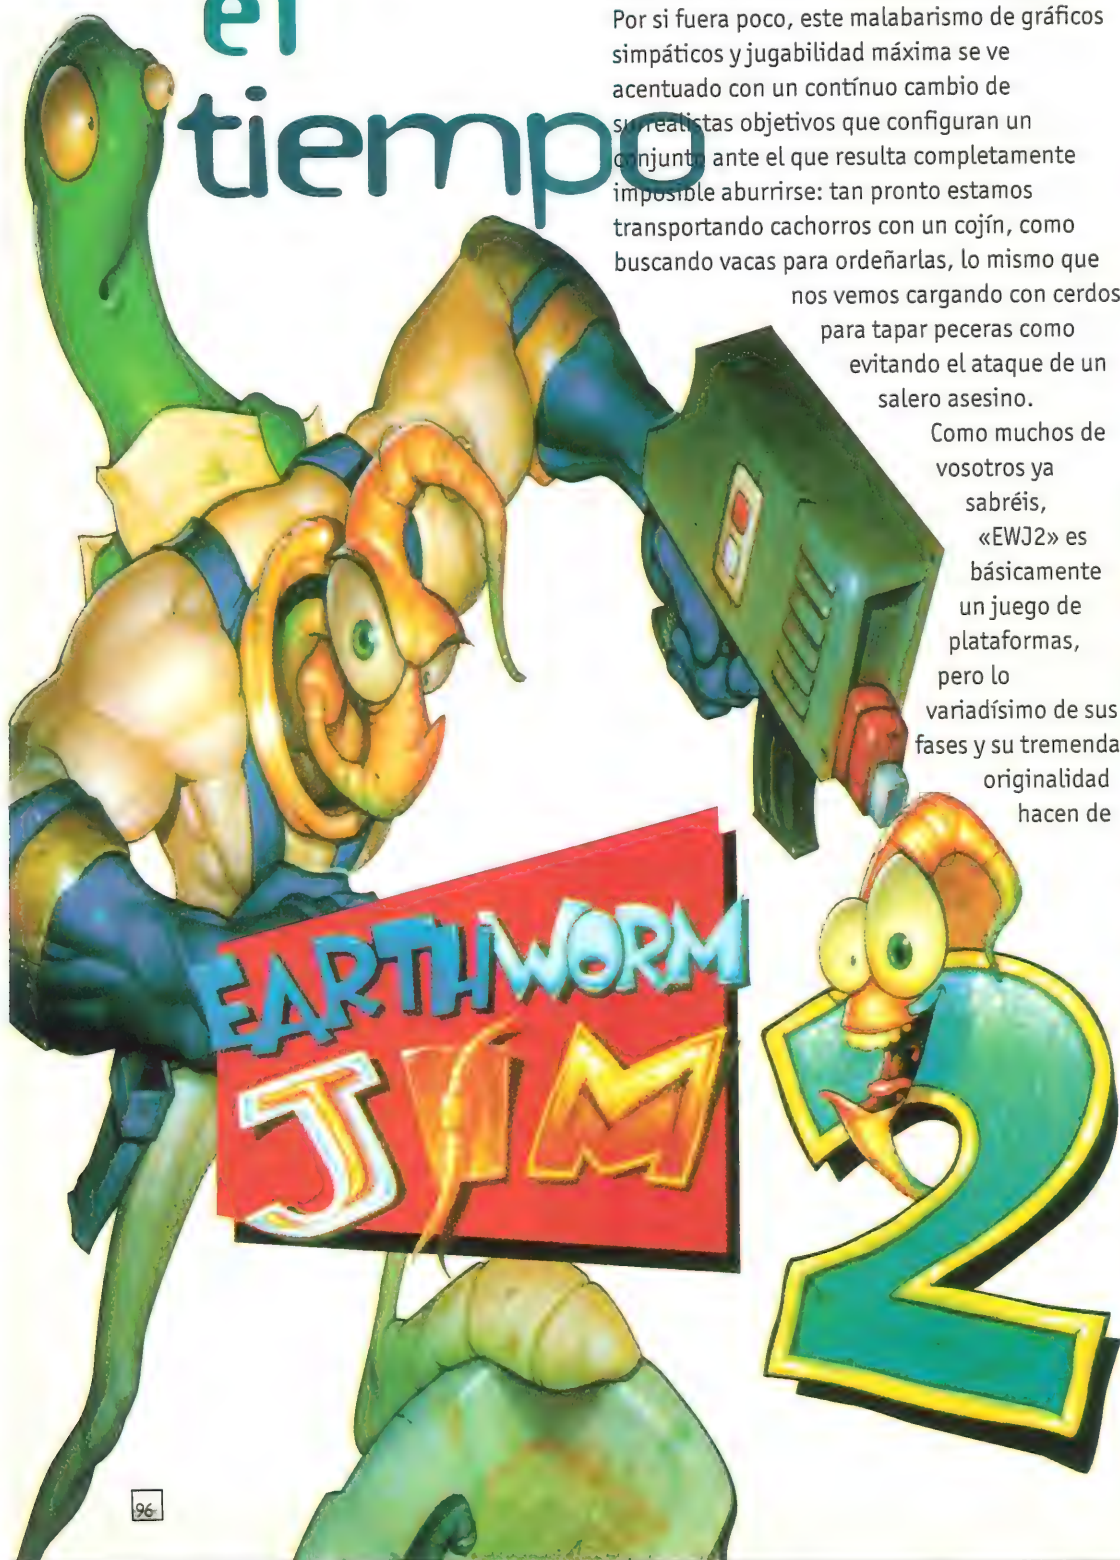 el
tiempo
Por si fuera poco, este malabarismo de gráficos
simpáticos y jugabilidad máxima se ve
acentuado con un contínuo cambio de
surrealistas objetivos que configuran un
conjunto ante el que resulta completamente
imposible aburrirse: tan pronto estamos
transportando cachorros con un cojín, como
buscando vacas para ordeñarlas, lo mismo que
nos vemos cargando con cerdos
para tapar peceras como
evitando el ataque de un
salero asesino.
Como muchos de
vosotros ya
sabréis,
«EWJ2» es
básicamente
un juego de
plataformas,
pero lo
variadísimo de sus
fases y su tremenda
originalidad
hacen de
EARTHWORM
JIM
2
96